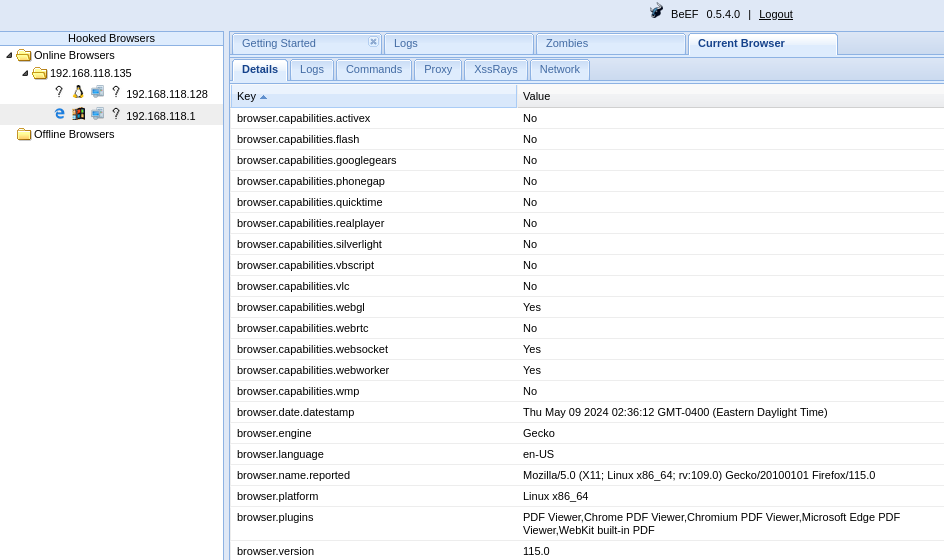 BeEF 0.5.4.0 | Logout
Hooked Browsers
Online Browsers
192.168.118.135
? ? 192.168.118.128
? 192.168.118.1
Offline Browsers
Getting Started Logs Zombies Current Browser
Details Logs Commands Proxy XssRays Network
Key Value
browser.capabilities.activex No
browser.capabilities.flash No
browser.capabilities.googlegears No
browser.capabilities.phonegap No
browser.capabilities.quicktime No
browser.capabilities.realplayer No
browser.capabilities.silverlight No
browser.capabilities.vbscript No
browser.capabilities.vlc No
browser.capabilities.webgl Yes
browser.capabilities.webrtc No
browser.capabilities.websocket Yes
browser.capabilities.webworker Yes
browser.capabilities.wmp No
browser.date.datestamp Thu May 09 2024 02:36:12 GMT-0400 (Eastern Daylight Time)
browser.engine Gecko
browser.language en-US
browser.name.reported Mozilla/5.0 (X11; Linux x86_64; rv:109.0) Gecko/20100101 Firefox/115.0
browser.platform Linux x86_64
browser.plugins PDF Viewer,Chrome PDF Viewer,Chromium PDF Viewer,Microsoft Edge PDF
Viewer,WebKit built-in PDF
browser.version 115.0